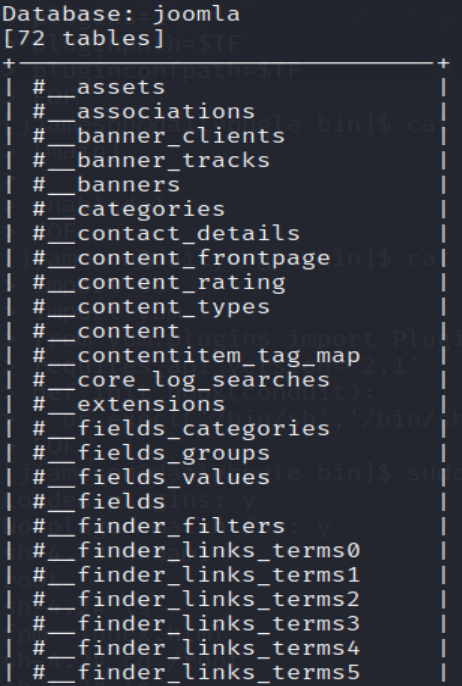 Database: joomla
[72 tables]
+---------------------------------------+
| #__assets |
| #__associations |
| #__banner_clients |
| #__banner_tracks |
| #__banners |
| #__categories |
| #__contact_details |
| #__content_frontpage |
| #__content_rating |
| #__content_types |
| #__content |
| #__contentitem_tag_map |
| #__core_log_searches |
| #__extensions |
| #__fields_categories |
| #__fields_groups |
| #__fields_values |
| #__fields |
| #__finder_filters |
| #__finder_links_terms0 |
| #__finder_links_terms1 |
| #__finder_links_terms2 |
| #__finder_links_terms3 |
| #__finder_links_terms4 |
| #__finder_links_terms5 |